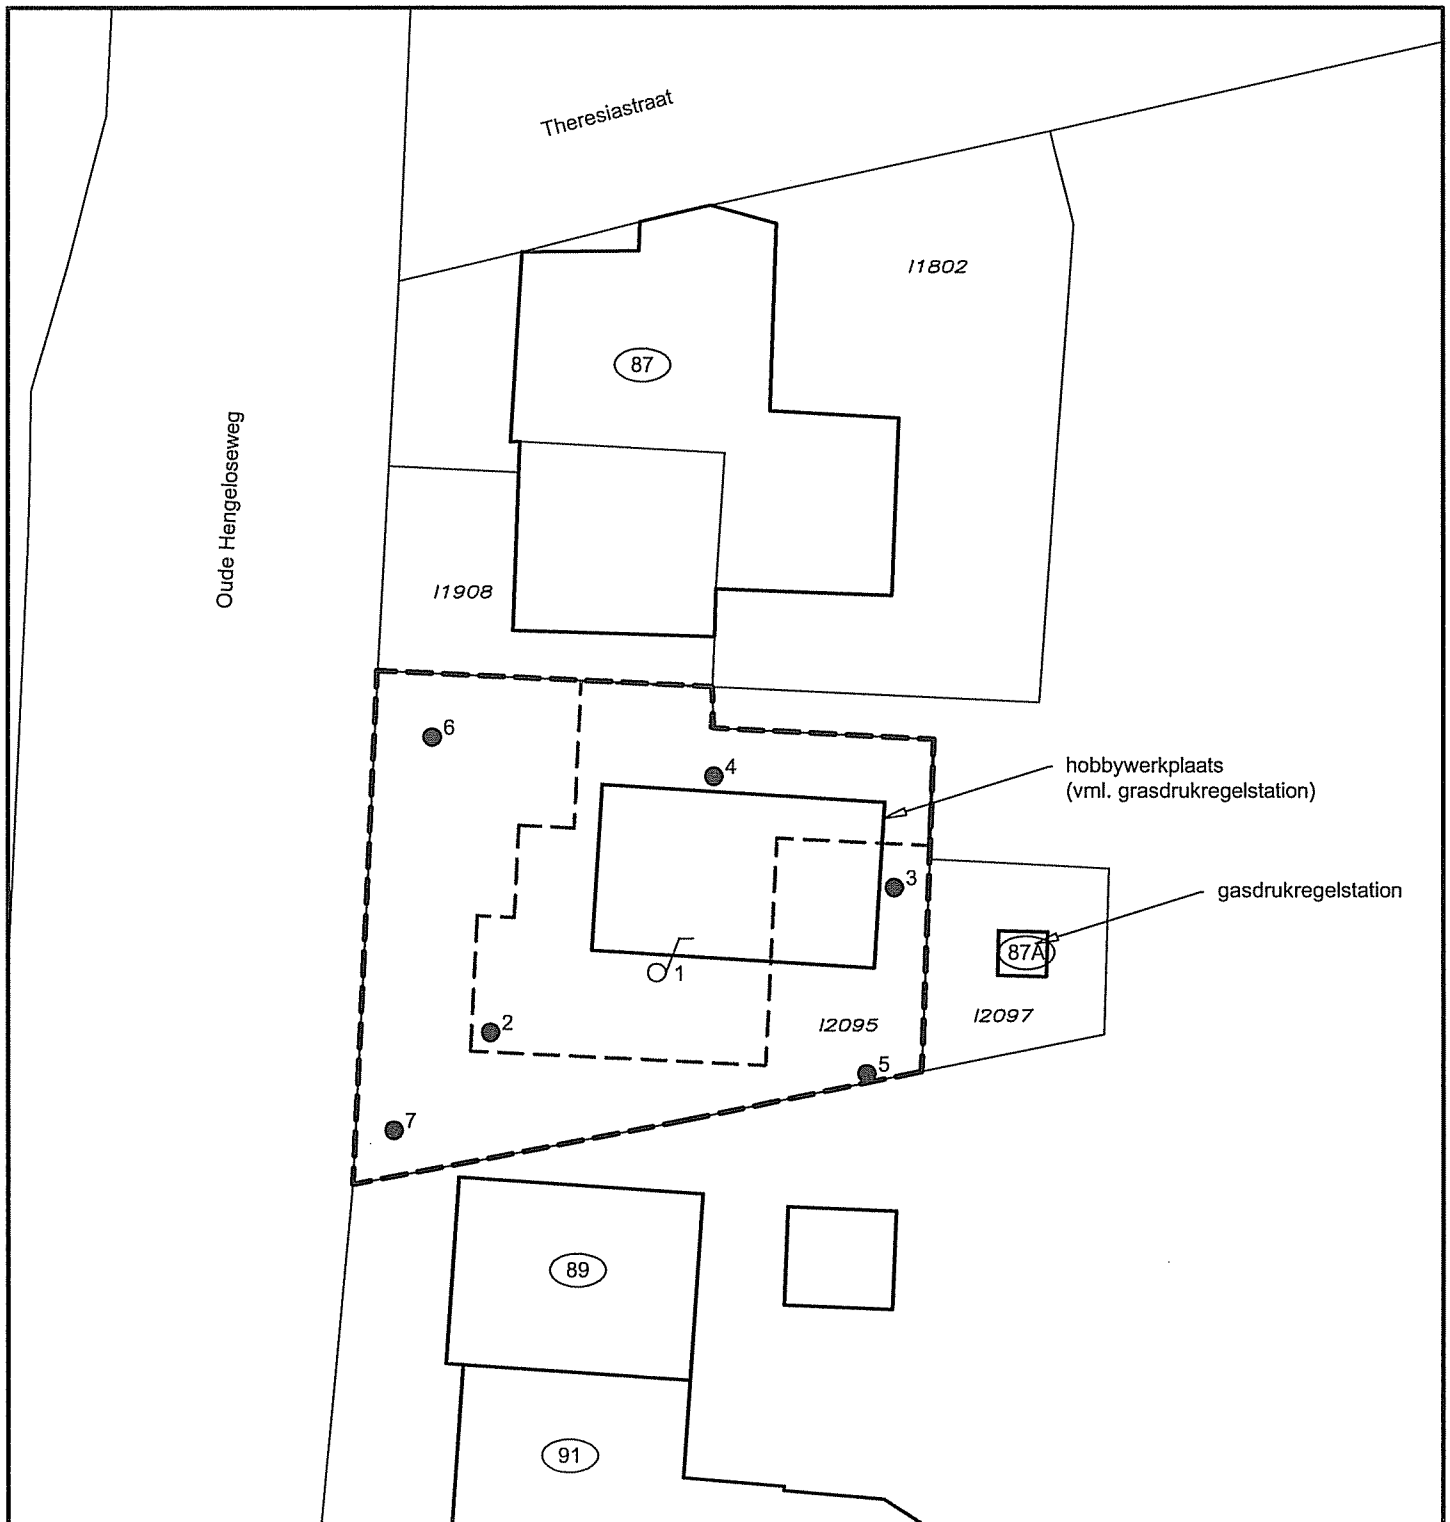 Theresiastraat
I1802
87
Oude Hengeloseweg
I1908
6
4
hobbywerkplaats
(vml. grasdrukregelstation)
3
gasdrukregelstation
87A
1
2
I2095
I2097
5
7
89
91